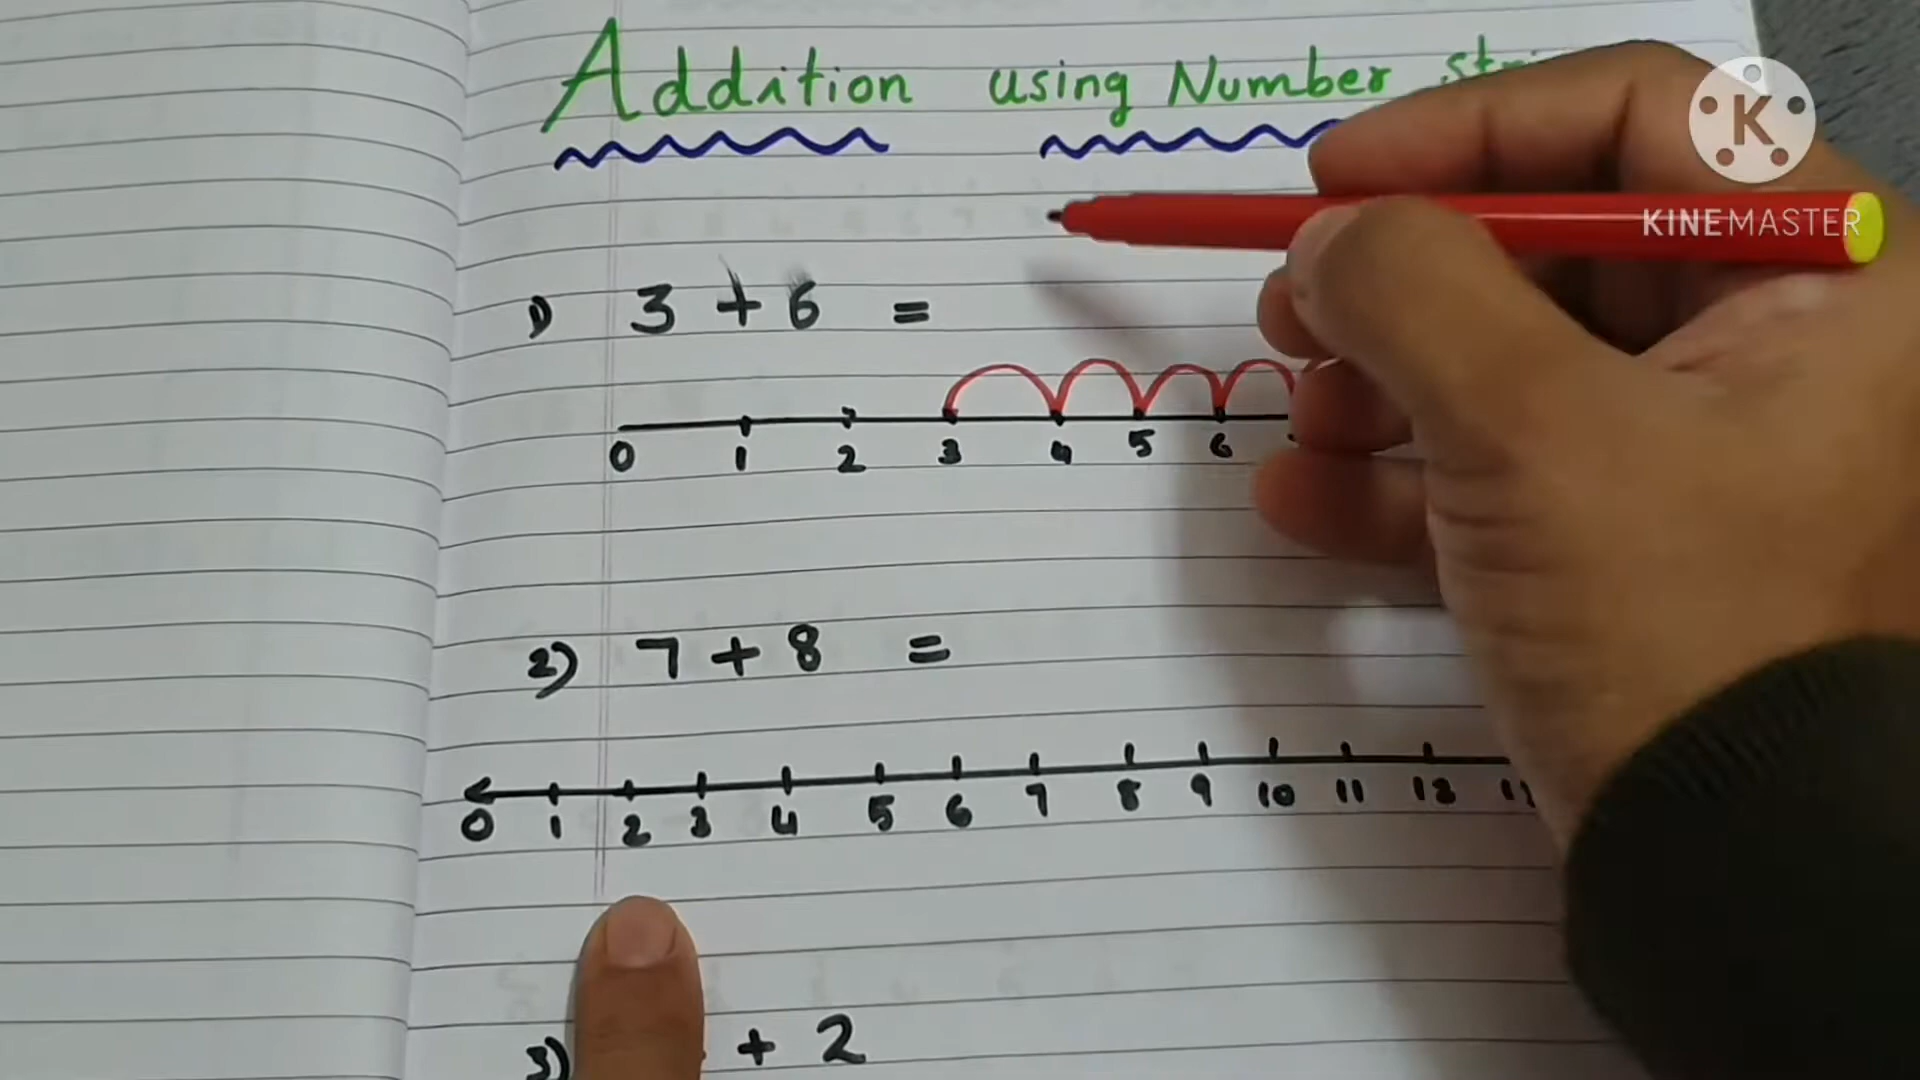 Addition using Number
K
KINEMASTER
1) 3 + 6 =
0 1 2 3 4 5 6
2) 7 + 8 =
0 1 2 3 4 5 6 7 8 9 10 11 12
3) + 2